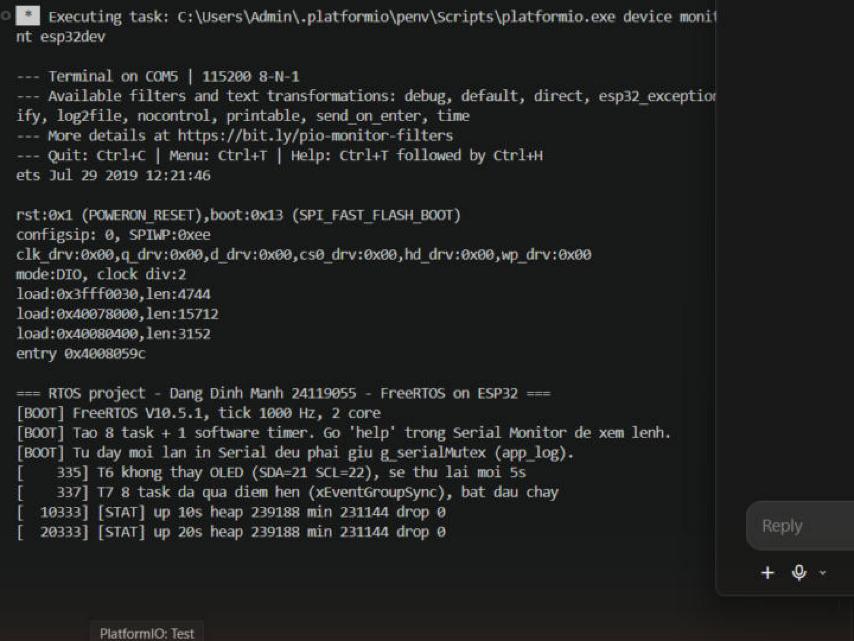 * Executing task: C:\Users\Admin\.platformio\penv\Scripts\platformio.exe device
nt esp32dev
--- Terminal on COM5 | 115200 8-N-1
--- Available filters and text transformations: debug, default, direct,
ify, log2file, nocontrol, printable, send_on_enter, time
--- More details at https://bit.ly/pio-monitor-filters
--- Quit: Ctrl+C | Menu: Ctrl+T | Help: Ctrl+T followed by Ctrl+H
ets Jul 29 2019 12:21:46
rst:0x1 (POWERON_RESET),boot:0x13 (SPI_FAST_FLASH_BOOT)
configsip: 0, SPIWP:0xee
clk_drv:0x00,q_drv:0x00,d_drv:0x00,cs0_drv:0x00,hd_drv:0x00,wp_drv:0x00
mode:DIO, clock div:2
load:0x3fff0030,len:4744
load:0x40078000,len:15712
load:0x40080400,len:3152
entry 0x4008059c
=== RTOS project - Dang Dinh Manh 24119055 - FreeRTOS on ESP32 ===
[BOOT] FreeRTOS V10.5.1, tick 1000 Hz, 2 core
[BOOT] Tao 8 task + 1 software timer. Go 'help' trong Serial Monitor de xem lenh.
[BOOT] Tu day moi lan in Serial deu phai giu g_serialMutex (app_log).
[    335] T6 khong thay OLED (SDA=21 SCL=22), se thu lai moi 5s
[    337] T7 8 task da qua diem hen (xEventGroupSync), bat dau chay
[  10333] [STAT] up 10s heap 239188 min 231144 drop 0
[  20333] [STAT] up 20s heap 239188 min 231144 drop 0
Reply
PlatformIO: Test